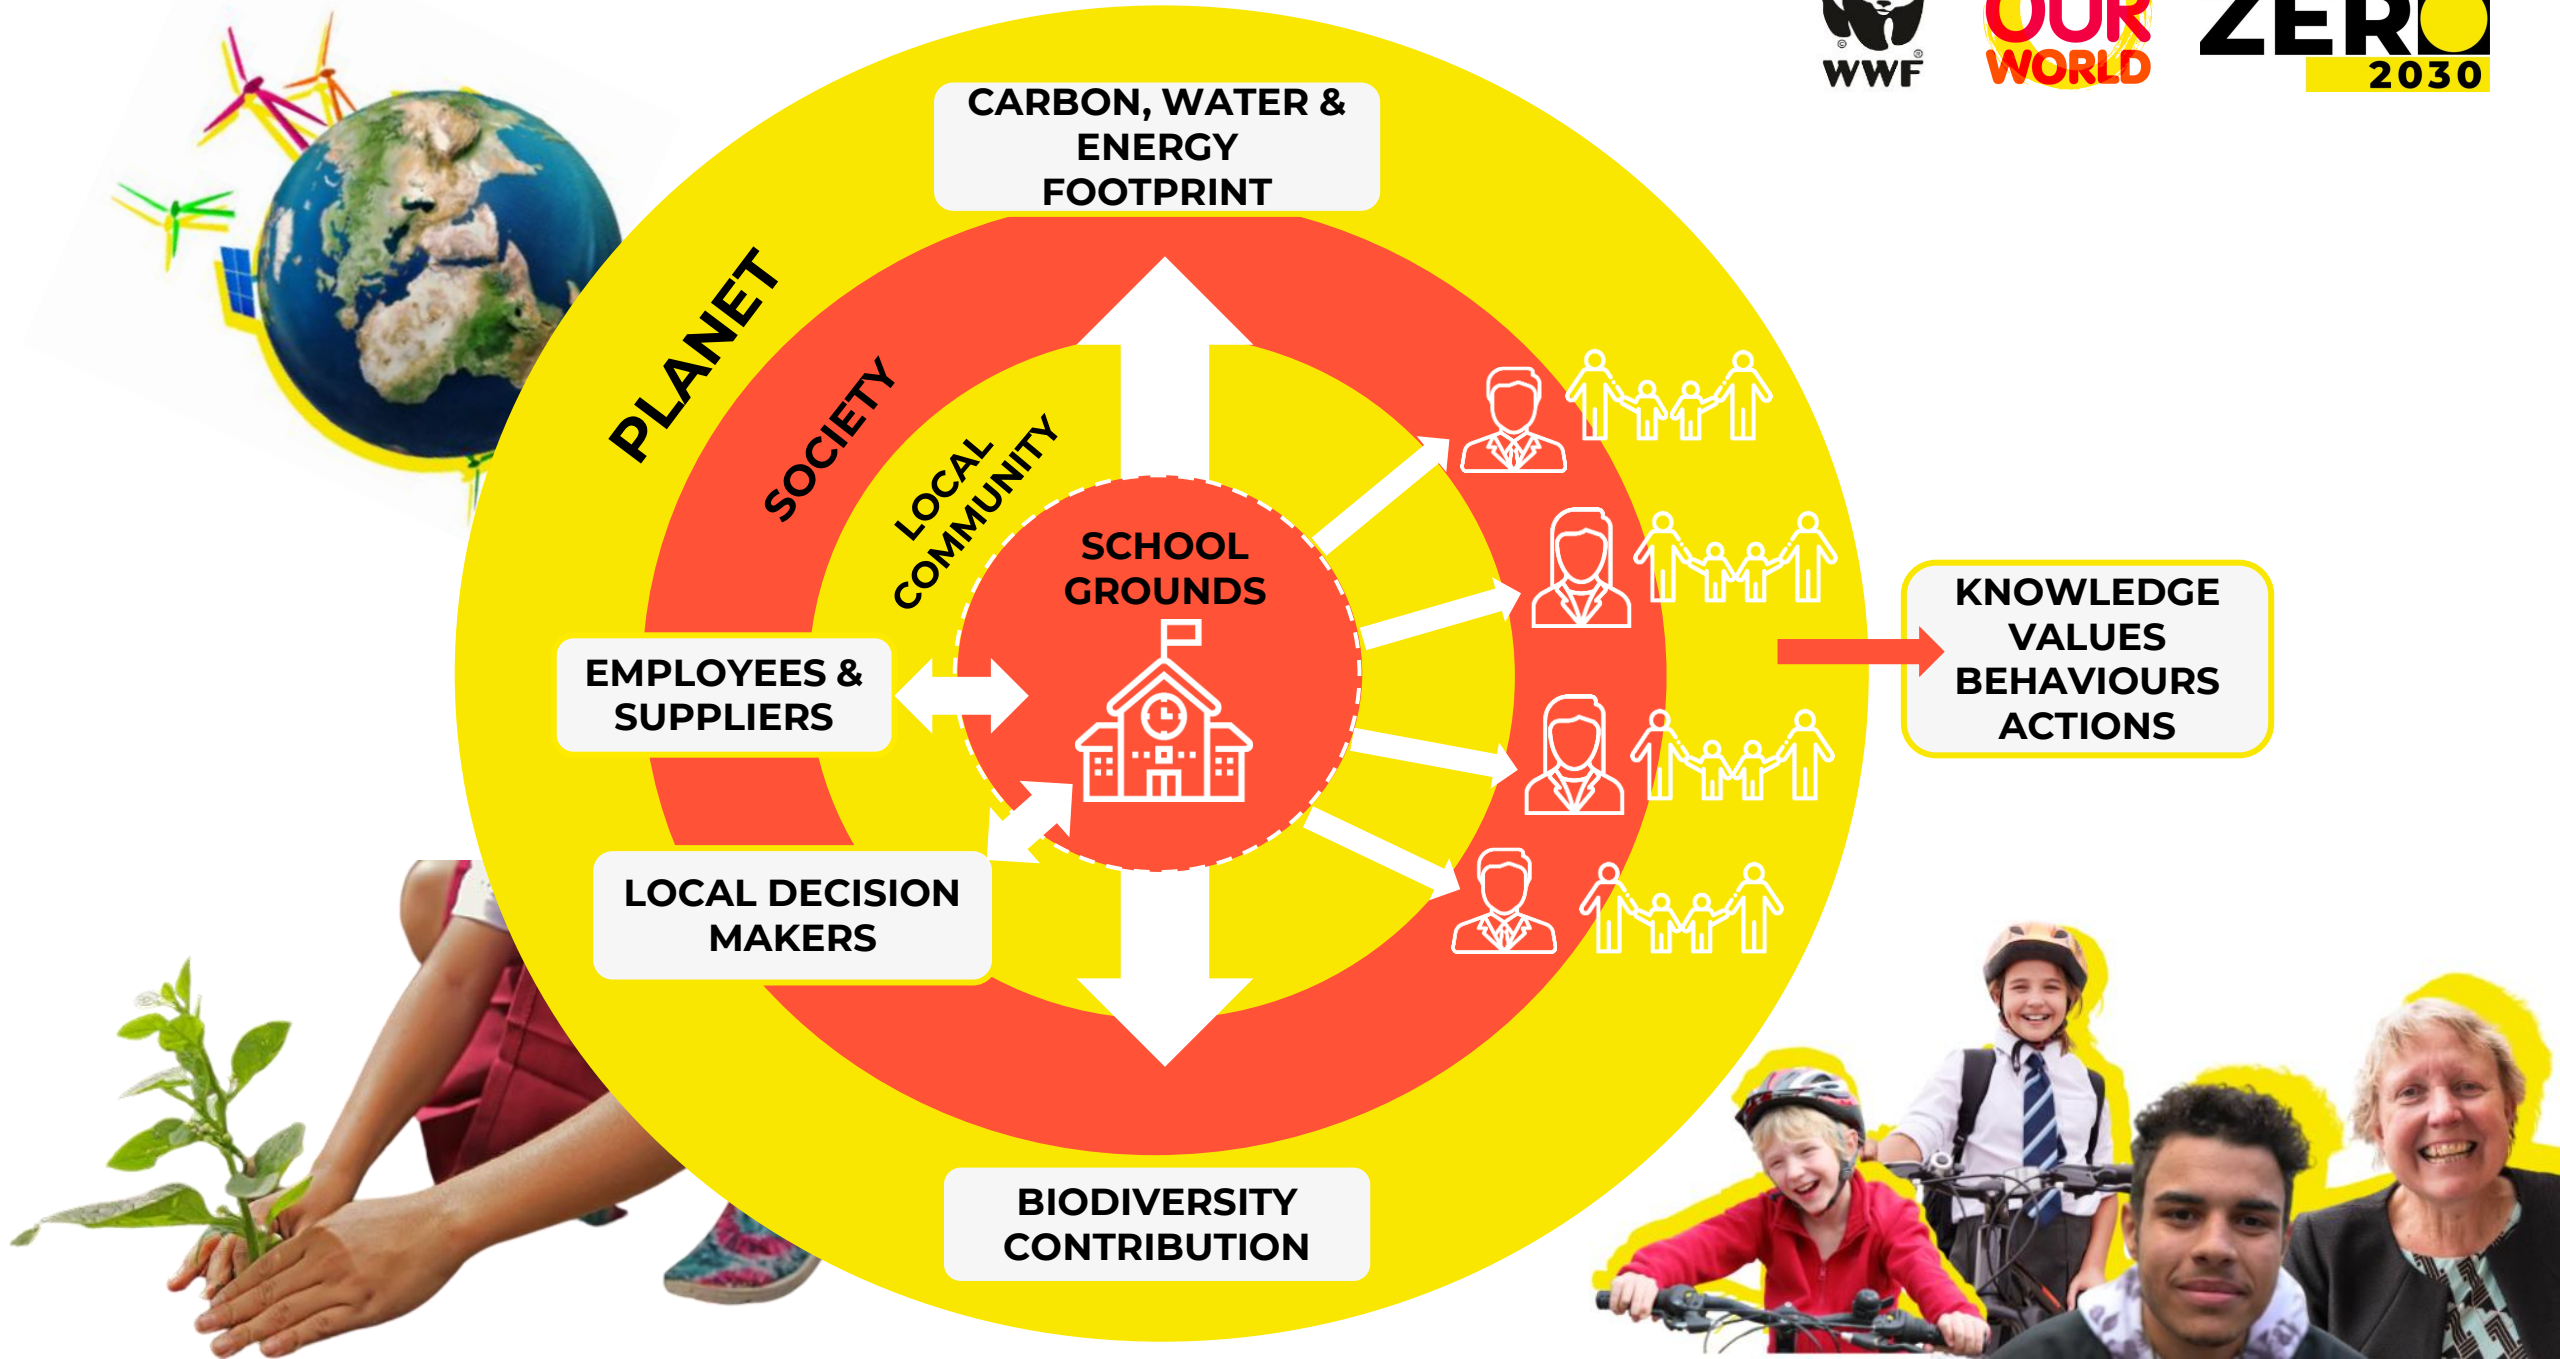 WWF
OUR
WORLD
ZERO
2030
CARBON, WATER &
ENERGY
FOOTPRINT
PLANET
SOCIETY
LOCAL
COMMUNITY
SCHOOL
GROUNDS
EMPLOYEES &
SUPPLIERS
KNOWLEDGE
VALUES
BEHAVIOURS
ACTIONS
LOCAL DECISION
MAKERS
BIODIVERSITY
CONTRIBUTION